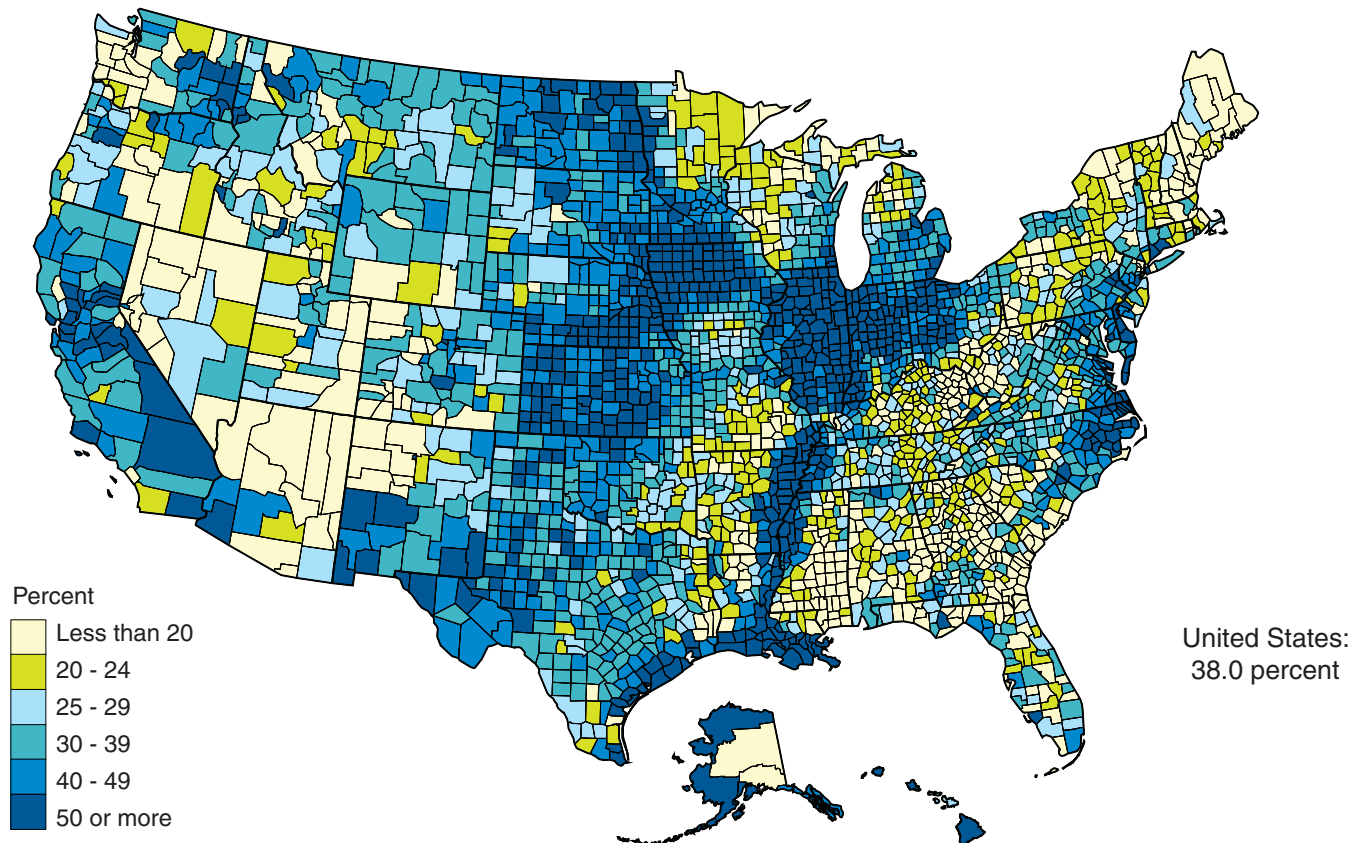 Percent
Less than 20
20 - 24
25 - 29
30 - 39
40 - 49
50 or more
United States:
38.0 percent